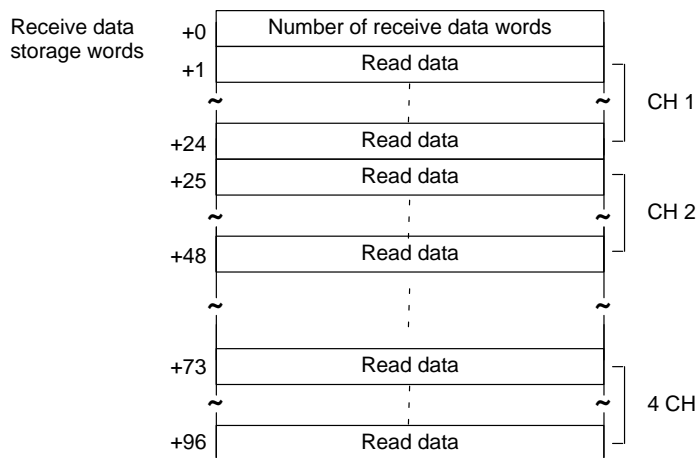 Receive data
storage words
+0 Number of receive data words
+1 Read data
CH 1
+24 Read data
+25 Read data
CH 2
+48 Read data
+73 Read data
4 CH
+96 Read data